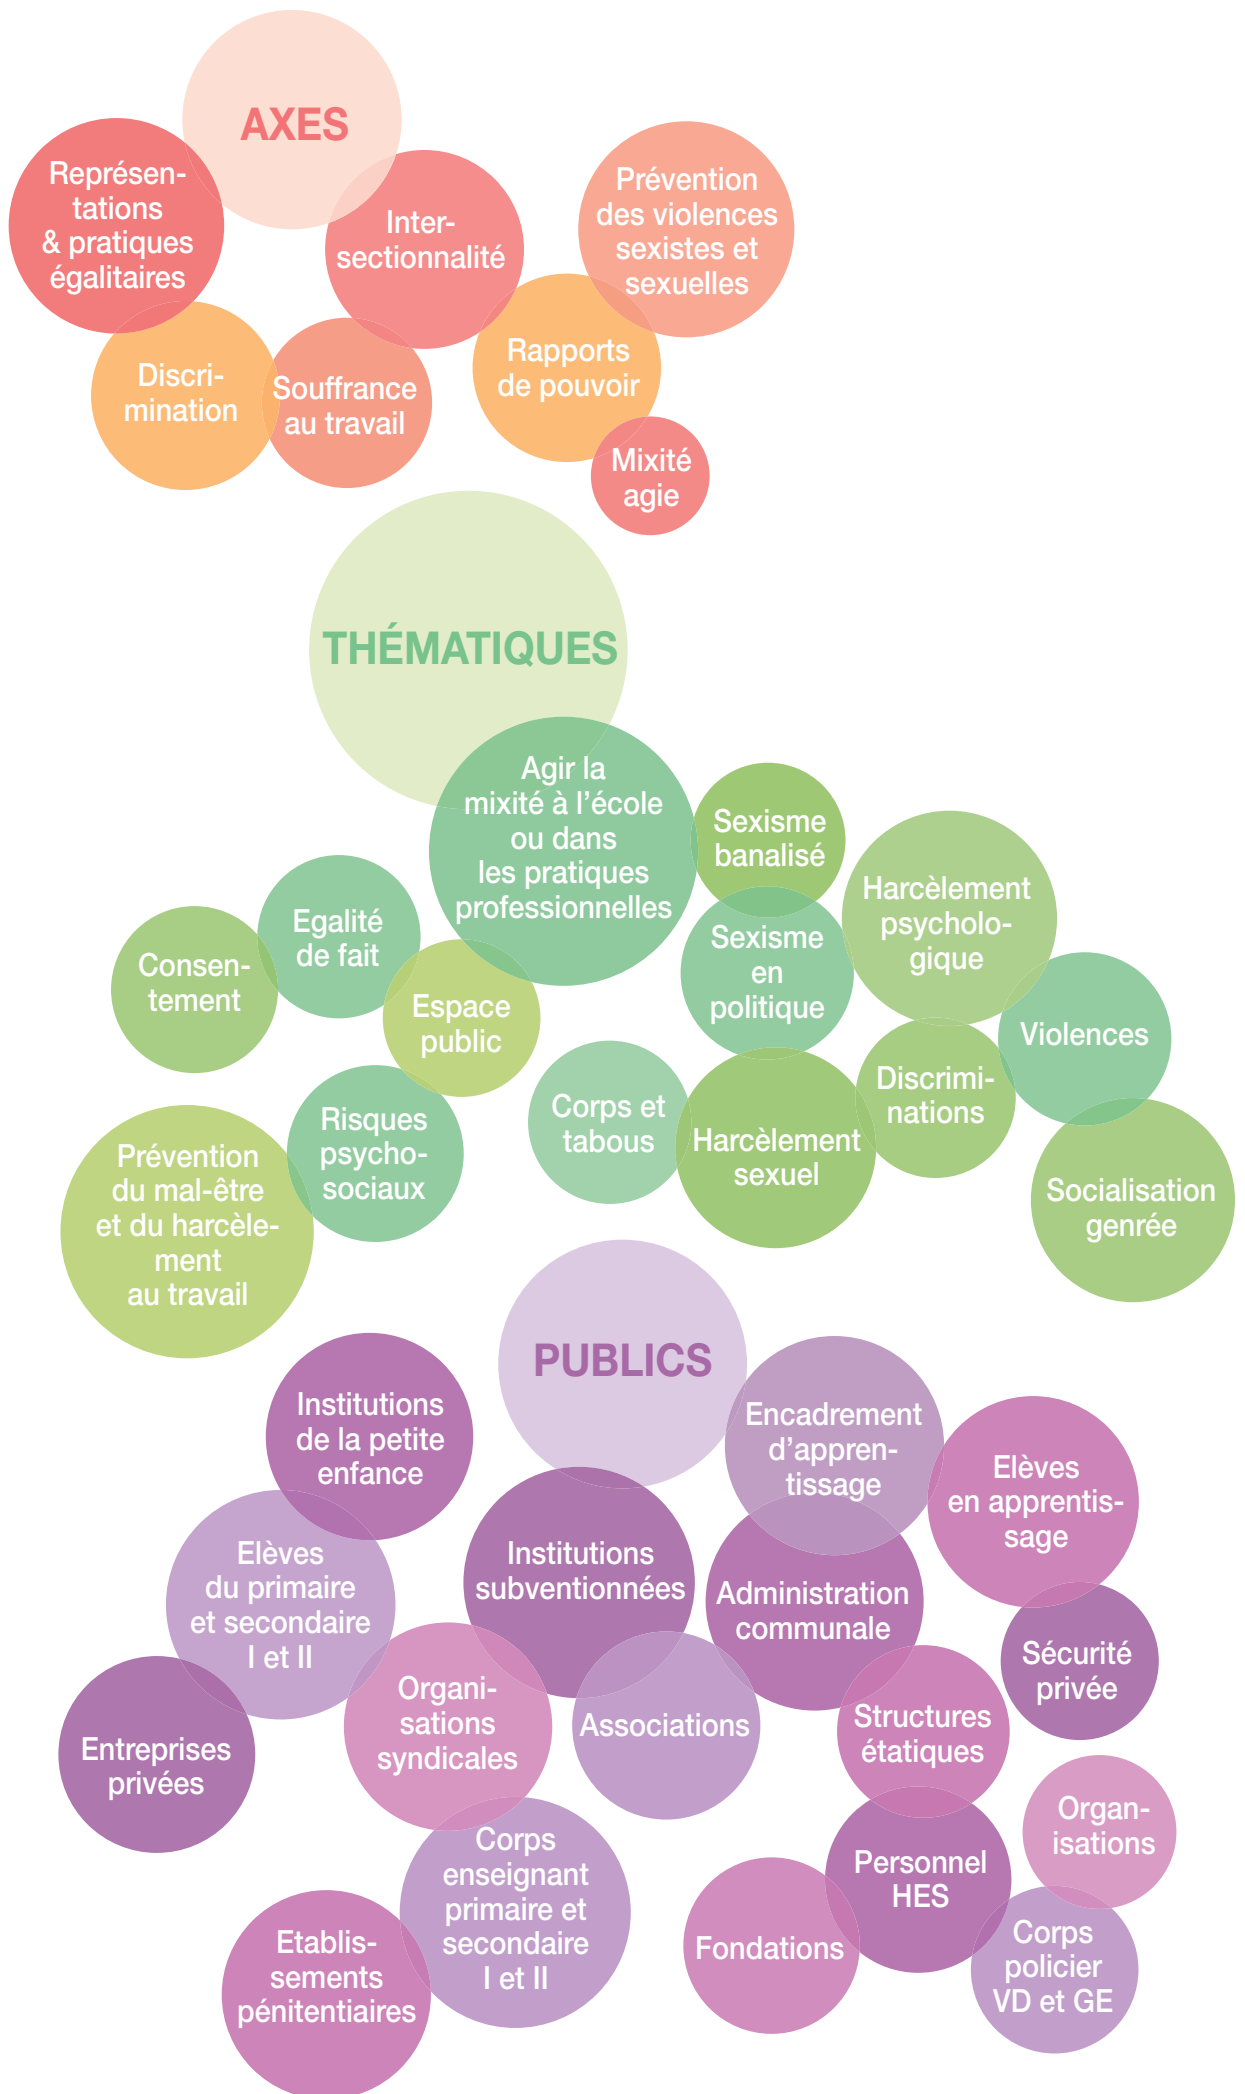 AXES
Représen-
tations
& pratiques
égalitaires
Inter-
sectionnalité
Prévention
des violences
sexistes et
sexuelles
Discri-
mination
Souffrance
au travail
Rapports
de pouvoir
Mixité
agie
THÉMATIQUES
Agir la
mixité à l'école
ou dans
les pratiques
professionnelles
Sexisme
banalisé
Harcèlement
psycholo-
gique
Egalité
de fait
Consen-
tement
Sexisme
en
politique
Espace
public
Violences
Discrimi-
nations
Corps et
tabous
Risques
psycho-
sociaux
Harcèlement
sexuel
Prévention
du mal-être
et du harcèle-
ment
au travail
Socialisation
genrée
PUBLICS
Institutions
de la petite
enfance
Encadrement
d'appren-
tissage
Elèves
en apprentis-
sage
Elèves
du primaire
et secondaire
I et II
Institutions
subventionnées
Administration
communale
Sécurité
privée
Organi-
sations
syndicales
Associations
Structures
étatiques
Entreprises
privées
Organ-
isations
Corps
enseignant
primaire et
secondaire
I et II
Personnel
HES
Etablis-
sements
pénitentiaires
Fondations
Corps
policier
VD et GE